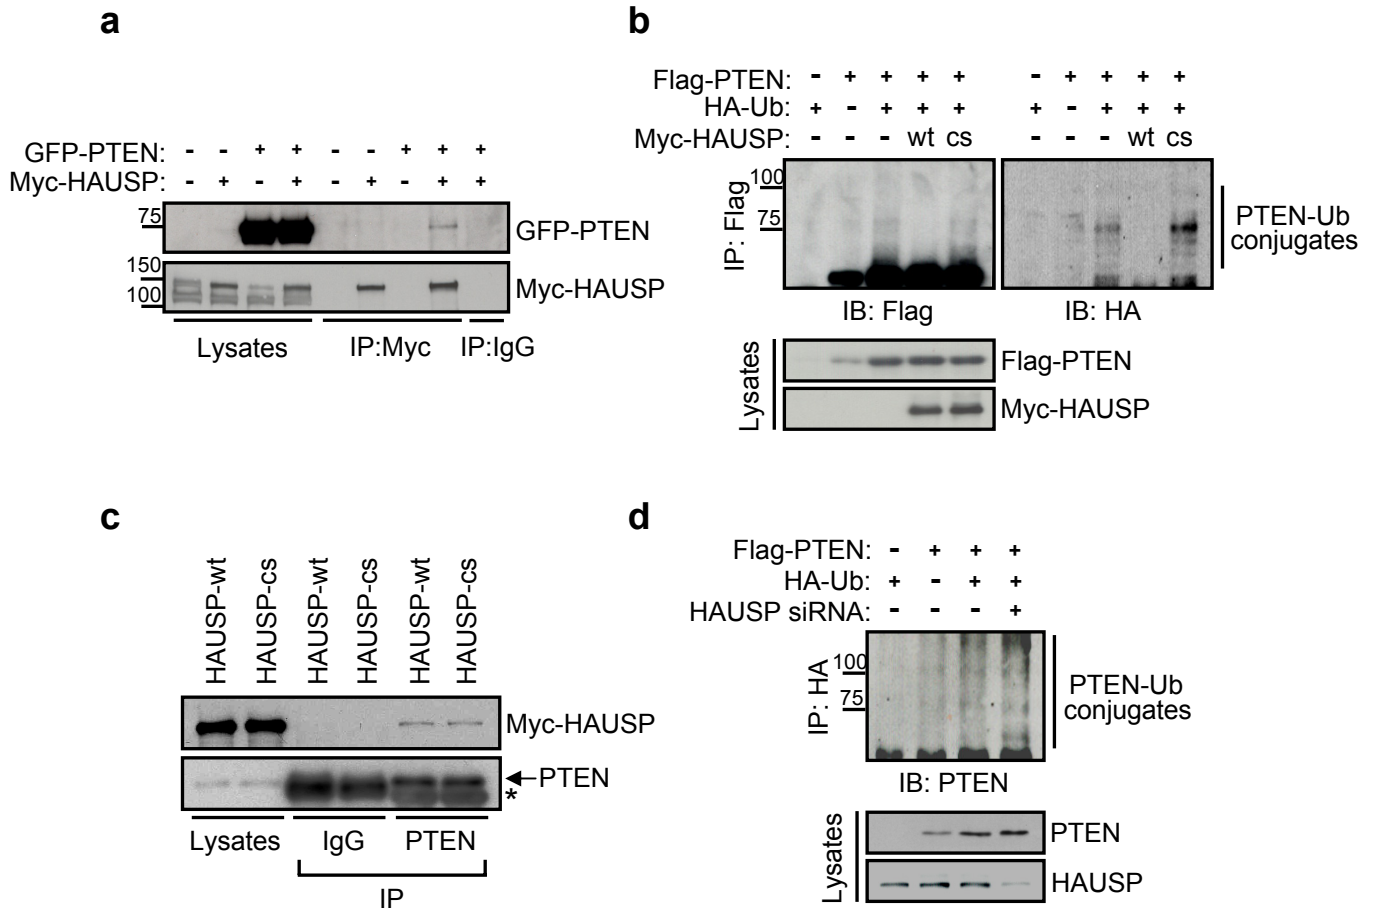 a
GFP-PTEN: - - + + - - + + +
Myc-HAUSP: - + - + - + - + +
75
GFP-PTEN
150
100
Myc-HAUSP
Lysates IP:Myc IP:IgG
b
Flag-PTEN: - + + + + - + + + +
HA-Ub: + - + + + + - + + +
Myc-HAUSP: - - - wt cs - - - wt cs
IP: Flag
100
75
PTEN-Ub
conjugates
IB: Flag IB: HA
Lysates
Flag-PTEN
Myc-HAUSP
c
HAUSP-wt HAUSP-cs HAUSP-wt HAUSP-cs HAUSP-wt HAUSP-cs
Myc-HAUSP
PTEN
*
Lysates IgG PTEN
IP
d
Flag-PTEN: - + + +
HA-Ub: + - + +
HAUSP siRNA: - - - +
IP: HA
100
75
PTEN-Ub
conjugates
IB: PTEN
Lysates
PTEN
HAUSP